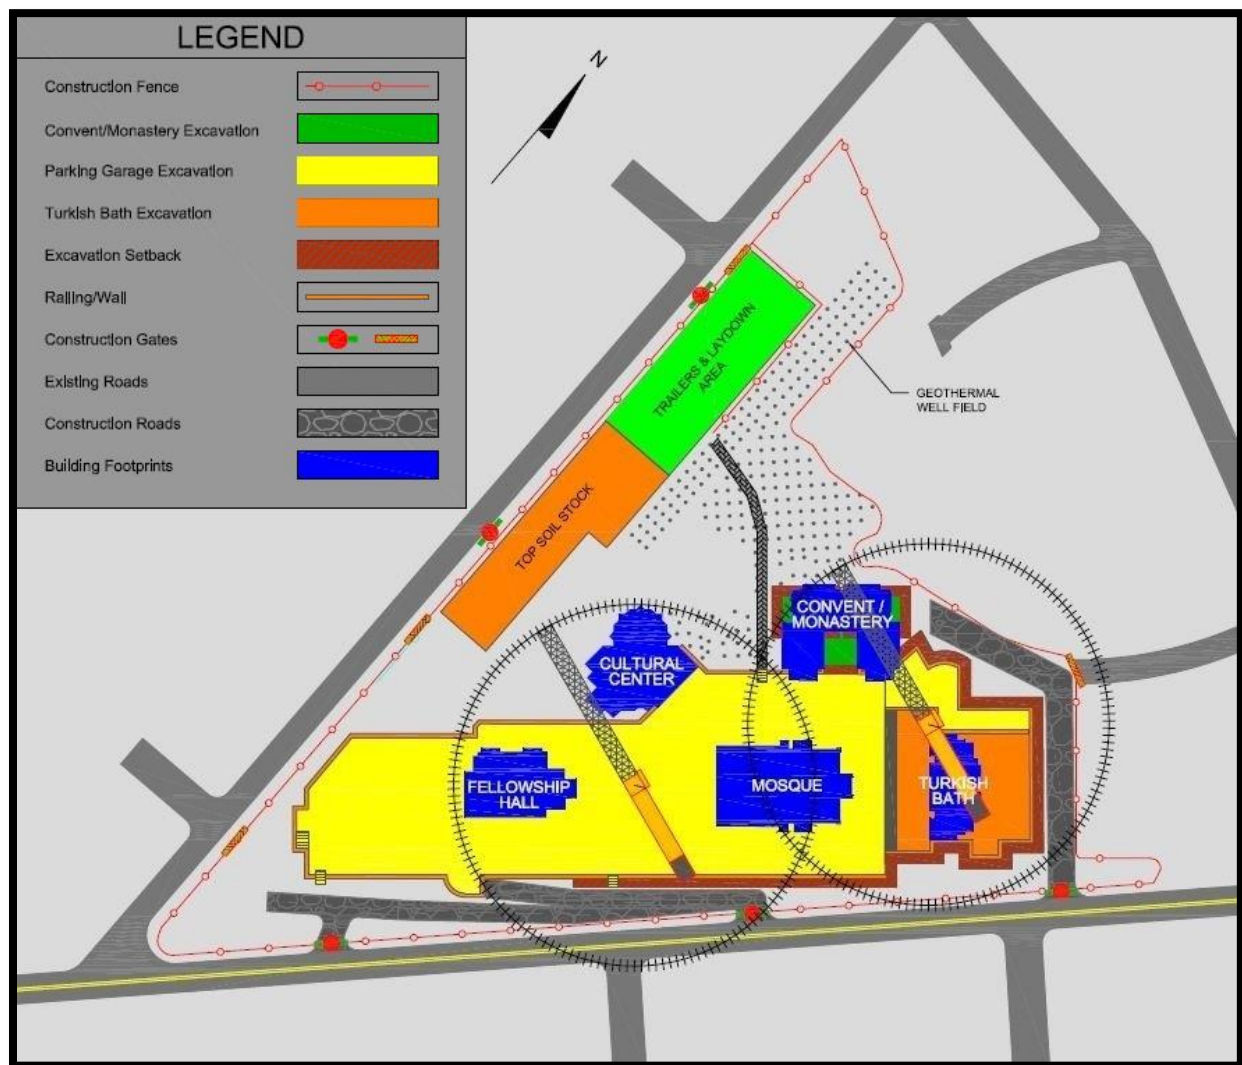 LEGEND
Construction Fence
Convent/Monastery Excavation
Parking Garage Excavation
Turkish Bath Excavation
Excavation Setback
Railing/Wall
Construction Gates
Existing Roads
Construction Roads
Building Footprints
N
TRAILERS & LAYDOWN
AREA
GEOTHERMAL
WELL FIELD
TOP SOIL STOCK
CONVENT /
MONASTERY
CULTURAL
CENTER
FELLOWSHIP
HALL
MOSQUE
TURKISH
BATH